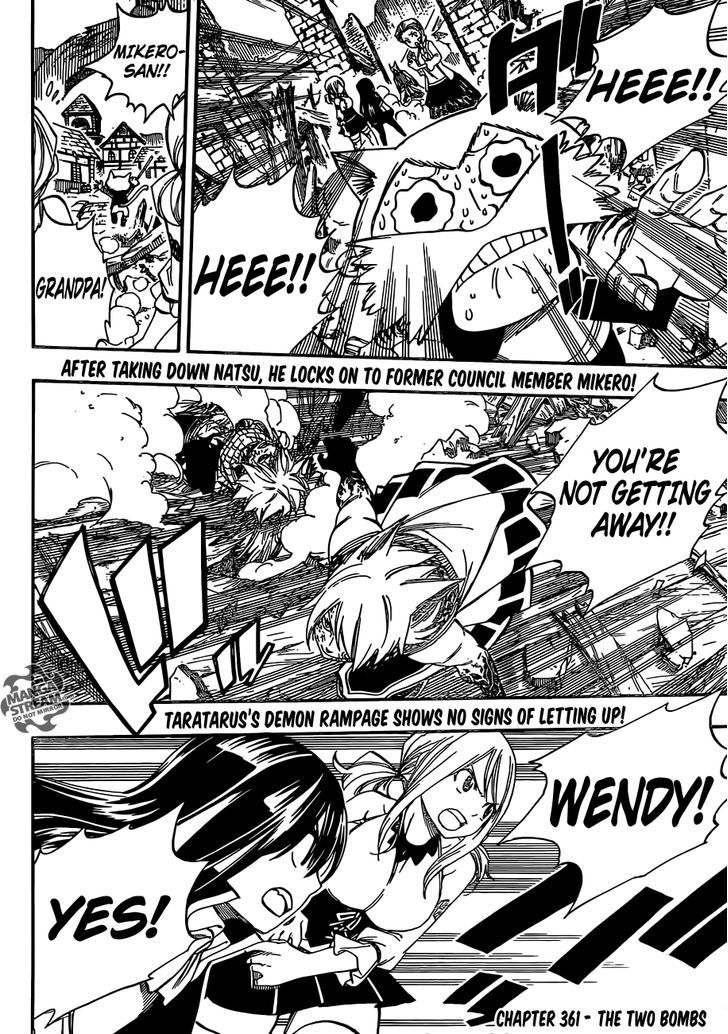 MIKERO-
SAN!!
GRANDPA!
ダ
HEEE!!
HEEE!!
AFTER TAKING DOWN NATSU, HE LOCKS ON TO FORMER COUNCIL MEMBER MIKERO!
YOU'RE
NOT GETTING
AWAY!!
MANGA
STREAM
DO NOT MIRROR
TARATARUS'S DEMON RAMPAGE SHOWS NO SIGNS OF LETTING UP!
WENDY!
YES!
CHAPTER 361 - THE TWO BOMBS